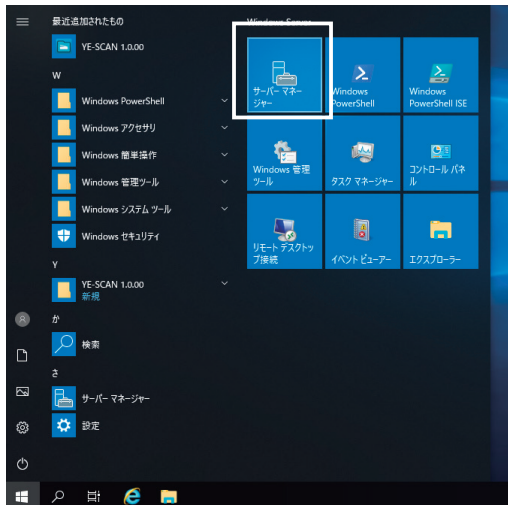 最近追加されたもの
YE-SCAN 1.0.00
W
Windows PowerShell
Windows アクセサリ
Windows 簡単操作
Windows 管理ツール
Windows システム ツール
Windows セキュリティ
Y
YE-SCAN 1.0.00
新規
か
検索
さ
サーバー マネージャー
設定
Windows Server
サーバー マネー
ジャー
Windows
PowerShell
Windows
PowerShell ISE
Windows 管理
ツール
タスク マネージャー
コントロール パネ
ル
リモート デスクトッ
プ接続
イベント ビューアー
エクスプローラー